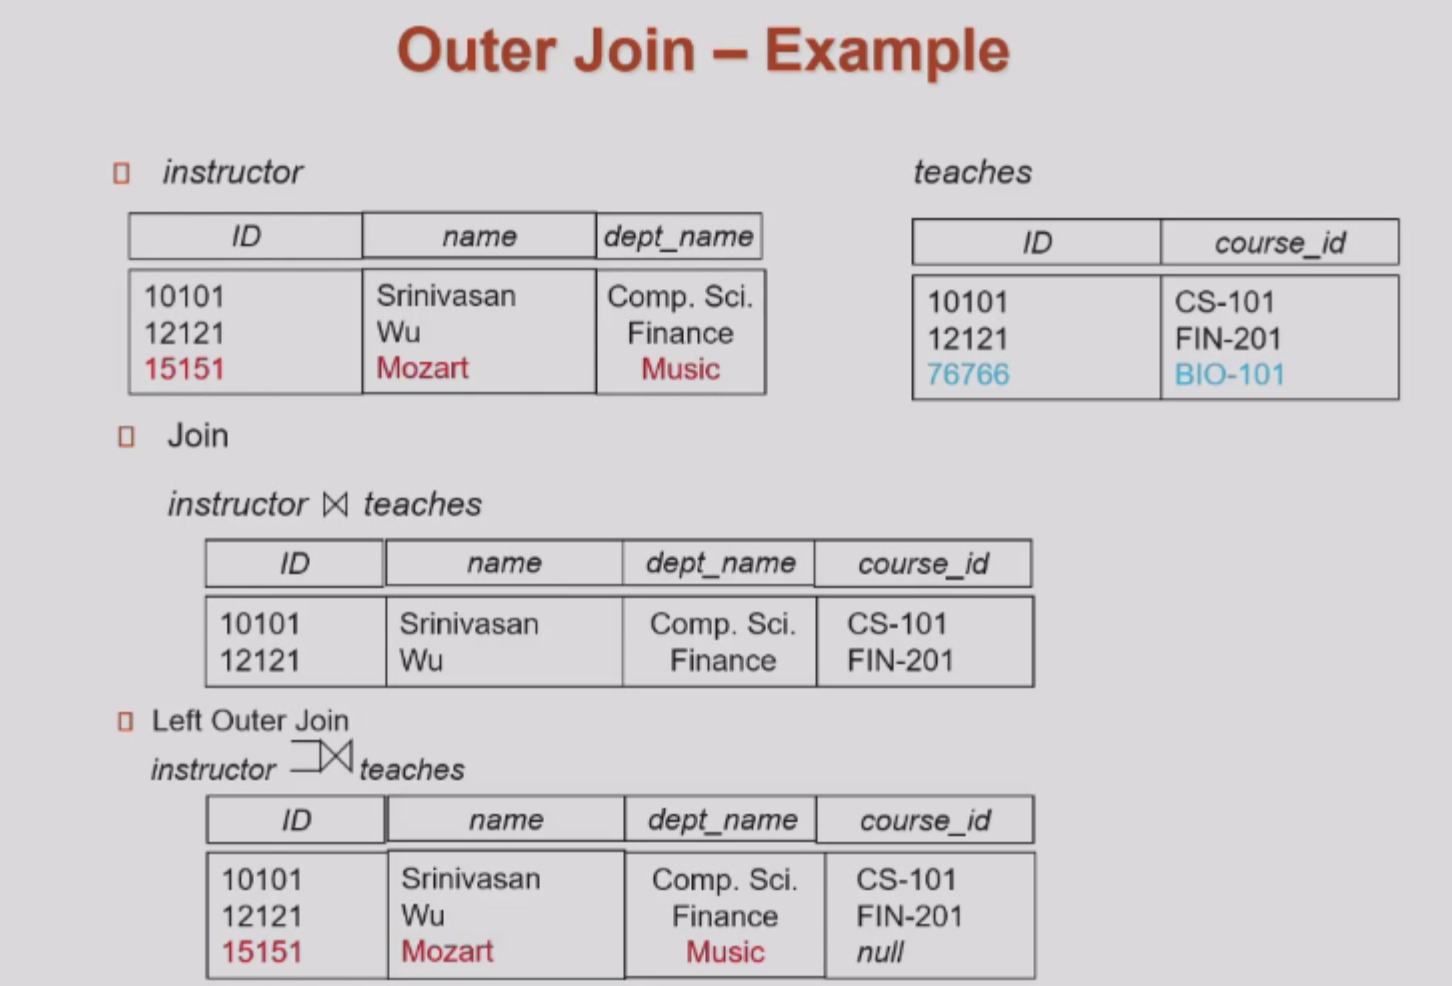 Outer Join – Example
instructor
teaches
ID name dept_name
10101 Srinivasan Comp. Sci.
12121 Wu Finance
15151 Mozart Music
ID course_id
10101 CS-101
12121 FIN-201
76766 BIO-101
Join
instructor ⋈ teaches
ID name dept_name course_id
10101 Srinivasan Comp. Sci. CS-101
12121 Wu Finance FIN-201
Left Outer Join
instructor ⟕ teaches
ID name dept_name course_id
10101 Srinivasan Comp. Sci. CS-101
12121 Wu Finance FIN-201
15151 Mozart Music null